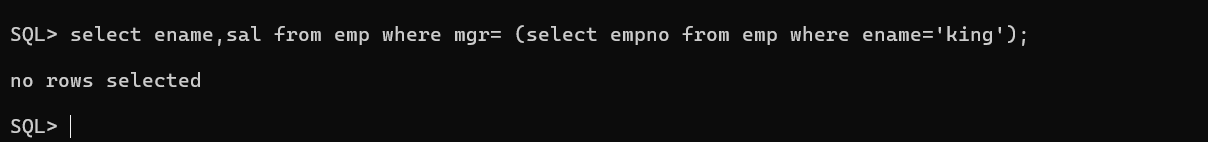 SQL> select ename,sal from emp where mgr= (select empno from emp where ename='king');
no rows selected
SQL>